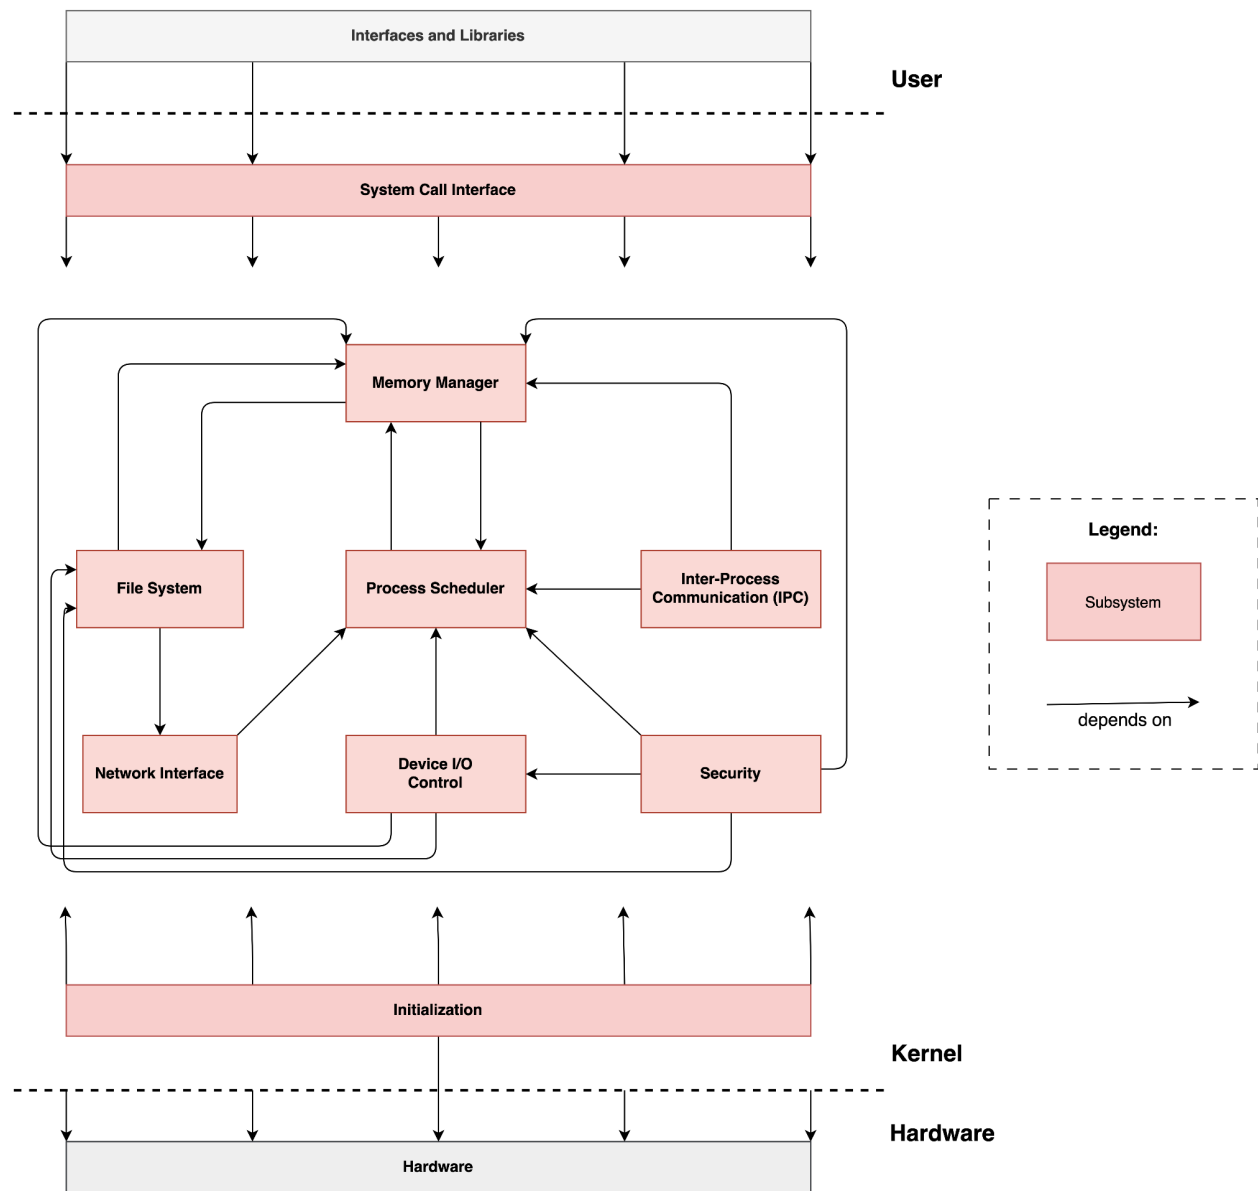 Interfaces and Libraries
User
System Call Interface
Memory Manager
File System
Process Scheduler
Inter-Process
Communication (IPC)
Network Interface
Device I/O
Control
Security
Legend:
Subsystem
depends on
Initialization
Kernel
Hardware
Hardware